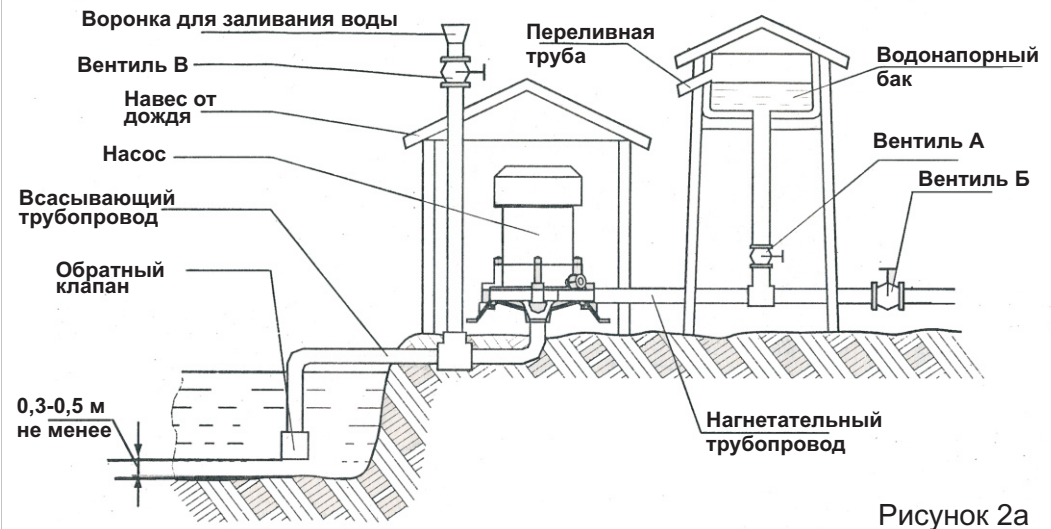 Воронка для заливания воды
Вентиль В
Навес от
дождя
Насос
Всасывающий
трубопровод
Обратный
клапан
0,3-0,5 м
не менее
Переливная
труба
Водонапорный
бак
Вентиль А
Вентиль Б
Нагнетательный
трубопровод
Рисунок 2а